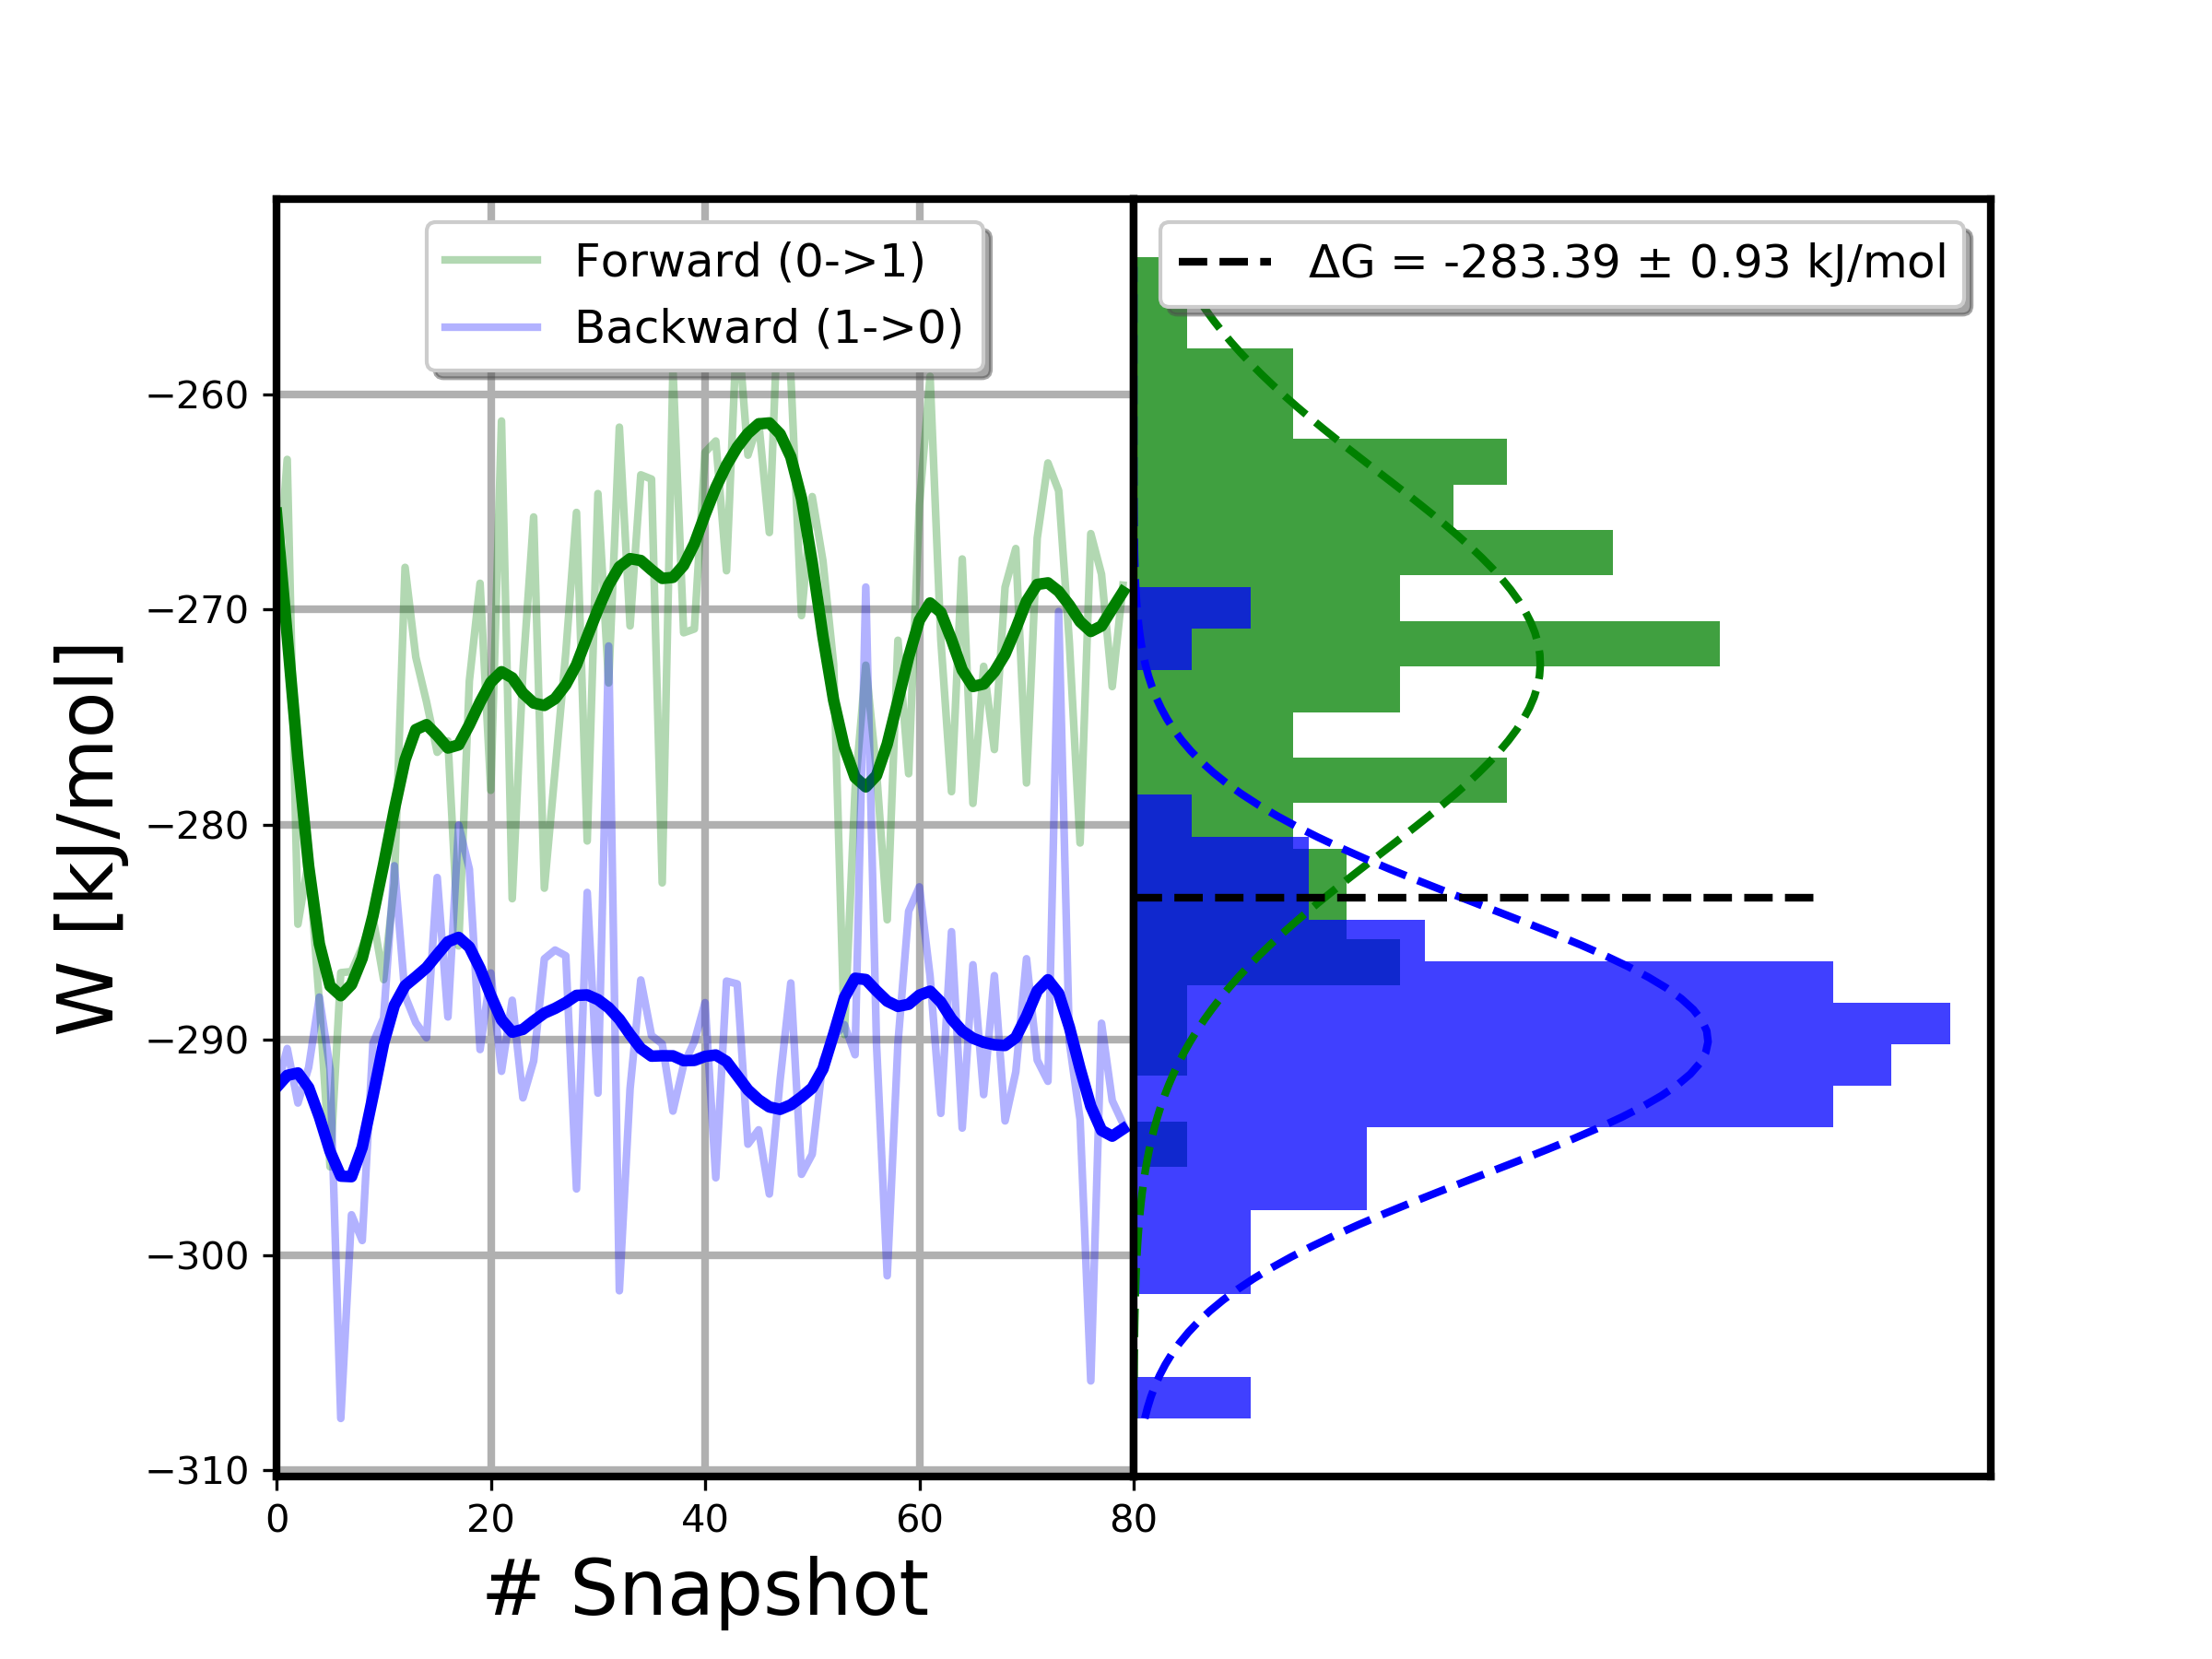 Forward (0->1)
Backward (1->0)
ΔG = -283.39 ± 0.93 kJ/mol
W [kJ/mol]
−260
−270
−280
−290
−300
−310
0 20 40 60 80
# Snapshot